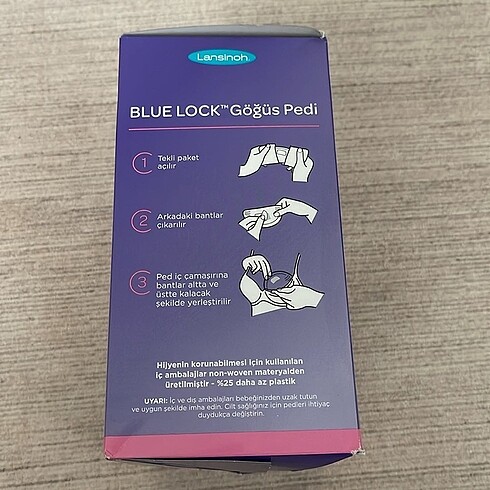 Lansinoh®
BLUE LOCK™ Göğüs Pedi
1 Tekli paket
açılır
2 Arkadaki bantlar
çıkarılır
3 Ped iç çamaşırına
bantlar altta ve
üstte kalacak
şekilde yerleştirilir
Hijyenin korunabilmesi için kullanılan
iç ambalajlar non-woven materyalden
üretilmiştir - %25 daha az plastik
UYARI: İç ve dış ambalajları bebeğinizden uzak tutun
ve uygun şekilde imha edin. Cilt sağlığınız için pedleri ihtiyaç
duydukça değiştirin.